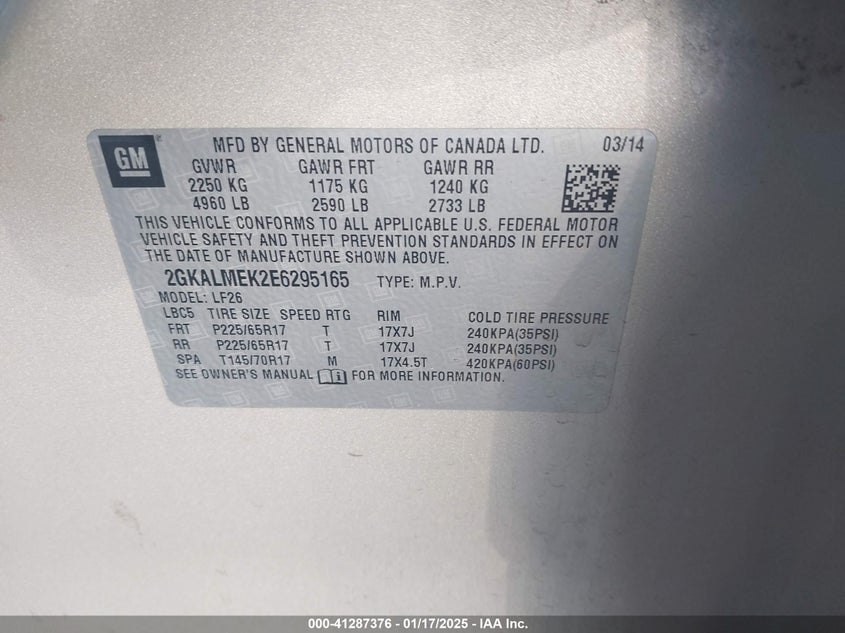 GM
MFD BY GENERAL MOTORS OF CANADA LTD. 03/14
GVWR GAWR FRT GAWR RR
2250 KG 1175 KG 1240 KG
4960 LB 2590 LB 2733 LB
THIS VEHICLE CONFORMS TO ALL APPLICABLE U.S. FEDERAL MOTOR
VEHICLE SAFETY AND THEFT PREVENTION STANDARDS IN EFFECT ON
THE DATE OF MANUFACTURE SHOWN ABOVE.
2GKALMEK2E6295165 TYPE: M.P.V.
MODEL: LF26
LBC5 TIRE SIZE SPEED RTG RIM COLD TIRE PRESSURE
FRT P225/65R17 T 17X7J 240KPA(35PSI)
RR P225/65R17 T 17X7J 240KPA(35PSI)
SPA T145/70R17 M 17X4.5T 420KPA(60PSI)
SEE OWNER'S MANUAL FOR MORE INFORMATION.
000-41287376 - 01/17/2025 - IAA Inc.